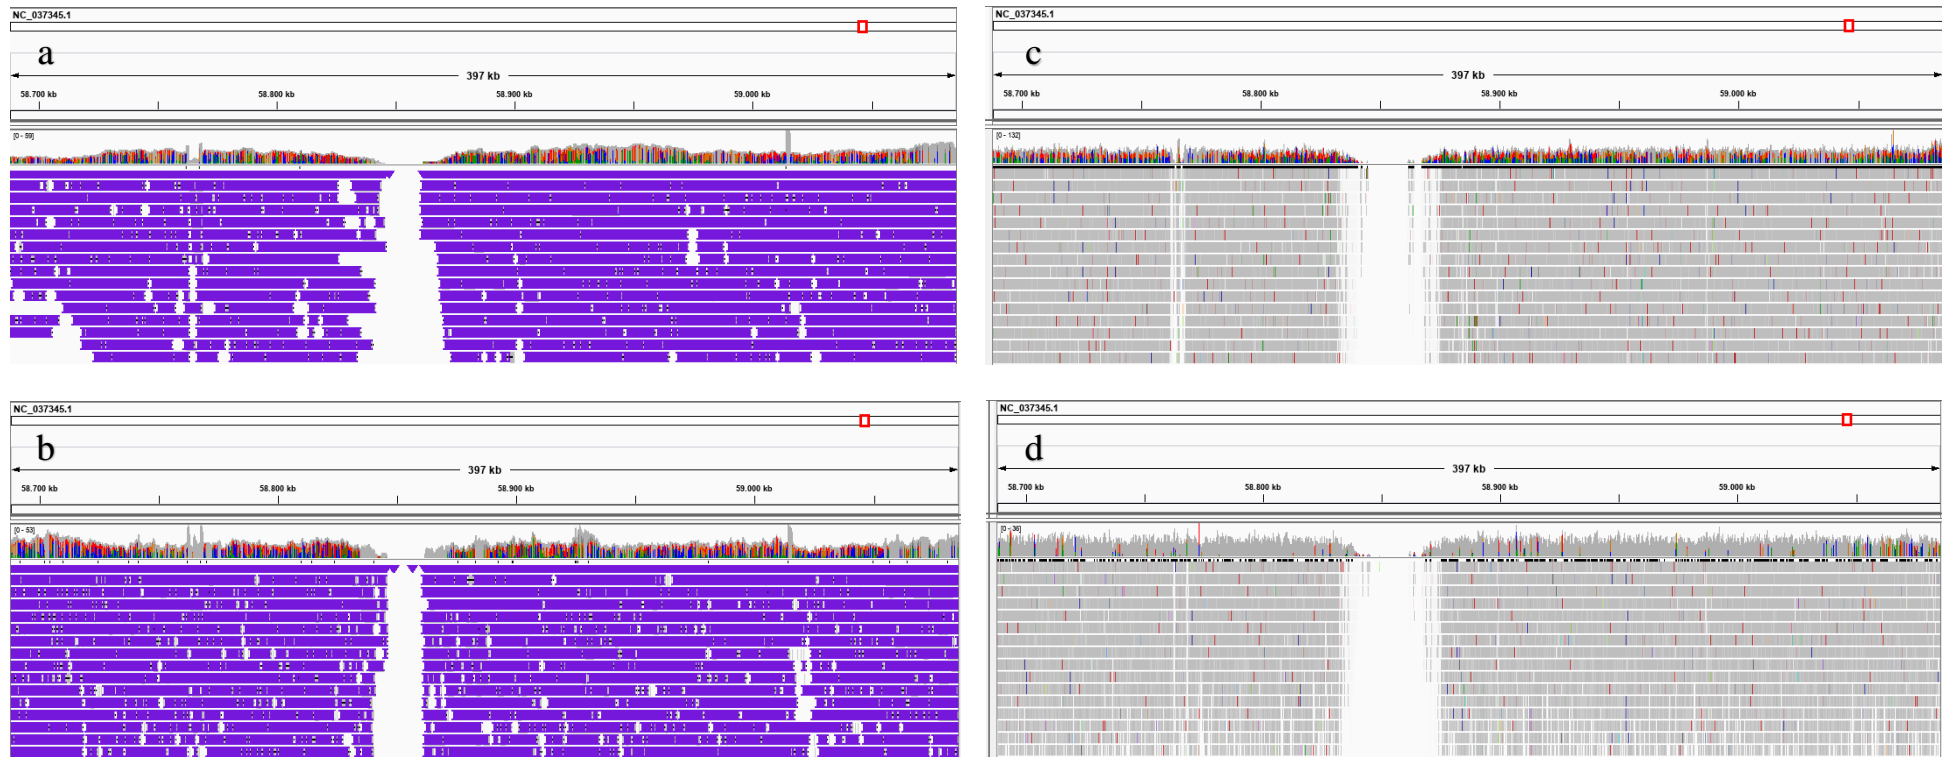 NC_037345.1
a
397 kb
58.700 kb 58.800 kb 58.900 kb 59.000 kb
[0 - 59]
NC_037345.1
c
397 kb
58.700 kb 58.800 kb 58.900 kb 59.000 kb
[0 - 132]
NC_037345.1
b
397 kb
58.700 kb 58.800 kb 58.900 kb 59.000 kb
[0 - 53]
NC_037345.1
d
397 kb
58.700 kb 58.800 kb 58.900 kb 59.000 kb
[0 - 36]